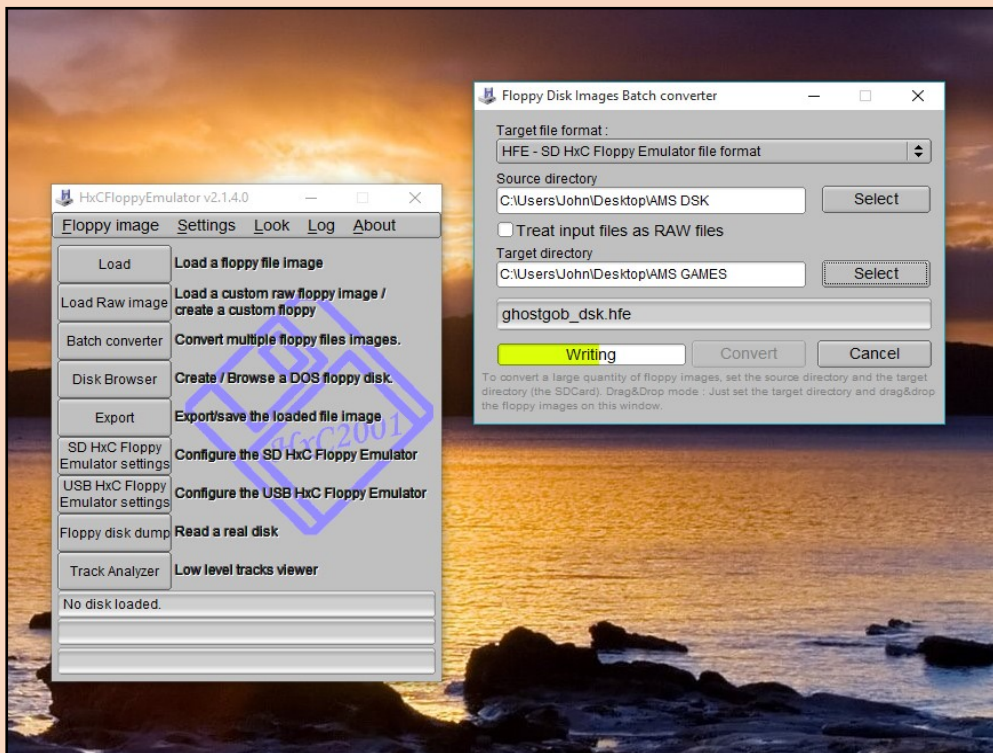 HxCFloppyEmulator v2.1.4.0
Floppy image Settings Look Log About
Load Load a floppy file image
Load Raw image Load a custom raw floppy image /
create a custom floppy
Batch converter Convert multiple floppy files images.
Disk Browser Create / Browse a DOS floppy disk.
Export Export/save the loaded file image
SD HxC Floppy
Emulator settings Configure the SD HxC Floppy Emulator
USB HxC Floppy
Emulator settings Configure the USB HxC Floppy Emulator
Floppy disk dump Read a real disk
Track Analyzer Low level tracks viewer
HxC2001
No disk loaded.
Floppy Disk Images Batch converter
Target file format :
HFE - SD HxC Floppy Emulator file format
Source directory
C:\Users\John\Desktop\AMS DSK Select
Treat input files as RAW files
Target directory
C:\Users\John\Desktop\AMS GAMES Select
ghostgob_dsk.hfe
Writing Convert Cancel
To convert a large quantity of floppy images, set the source directory and the target
directory (the SDCard). Drag&Drop mode : Just set the target directory and drag&drop
the floppy images on this window.